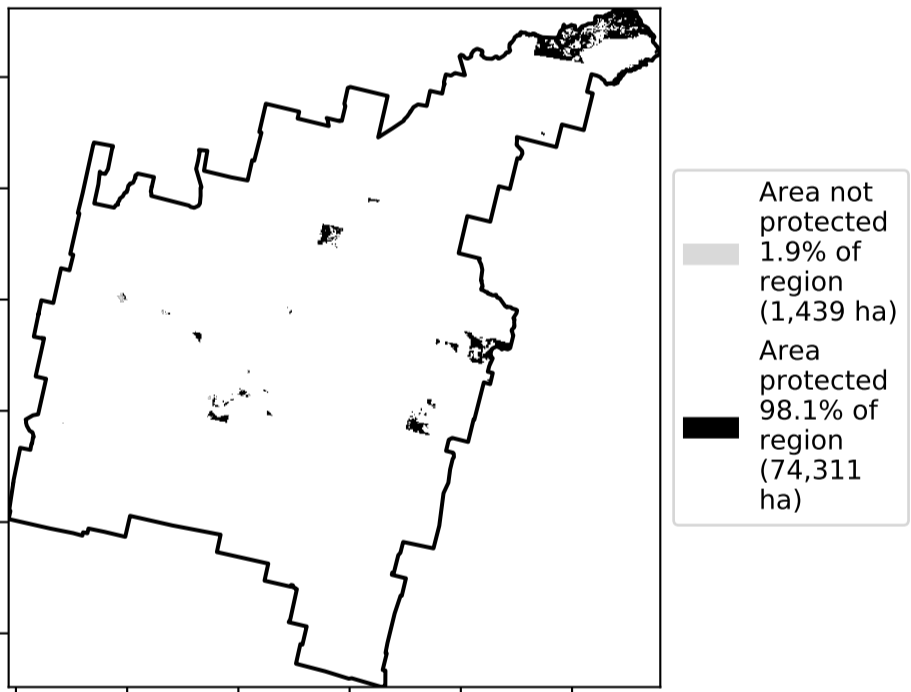 Area not
protected
1.9% of
region
(1,439 ha)
Area
protected
98.1% of
region
(74,311
ha)